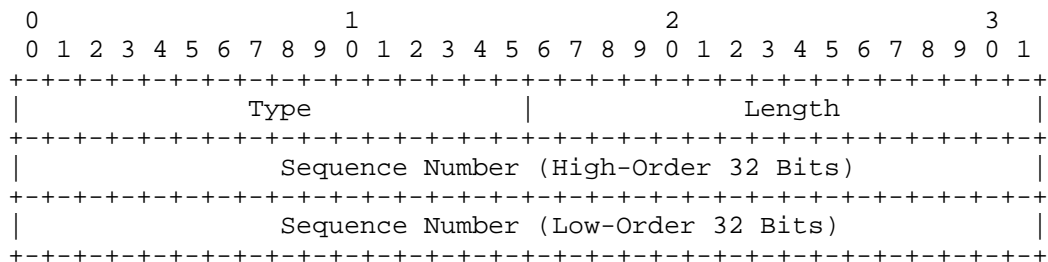 0                   1                   2                   3
 0 1 2 3 4 5 6 7 8 9 0 1 2 3 4 5 6 7 8 9 0 1 2 3 4 5 6 7 8 9 0 1
+-+-+-+-+-+-+-+-+-+-+-+-+-+-+-+-+-+-+-+-+-+-+-+-+-+-+-+-+-+-+-+-+
|              Type             |             Length            |
+-+-+-+-+-+-+-+-+-+-+-+-+-+-+-+-+-+-+-+-+-+-+-+-+-+-+-+-+-+-+-+-+
|                Sequence Number (High-Order 32 Bits)           |
+-+-+-+-+-+-+-+-+-+-+-+-+-+-+-+-+-+-+-+-+-+-+-+-+-+-+-+-+-+-+-+-+
|                Sequence Number (Low-Order 32 Bits)            |
+-+-+-+-+-+-+-+-+-+-+-+-+-+-+-+-+-+-+-+-+-+-+-+-+-+-+-+-+-+-+-+-+